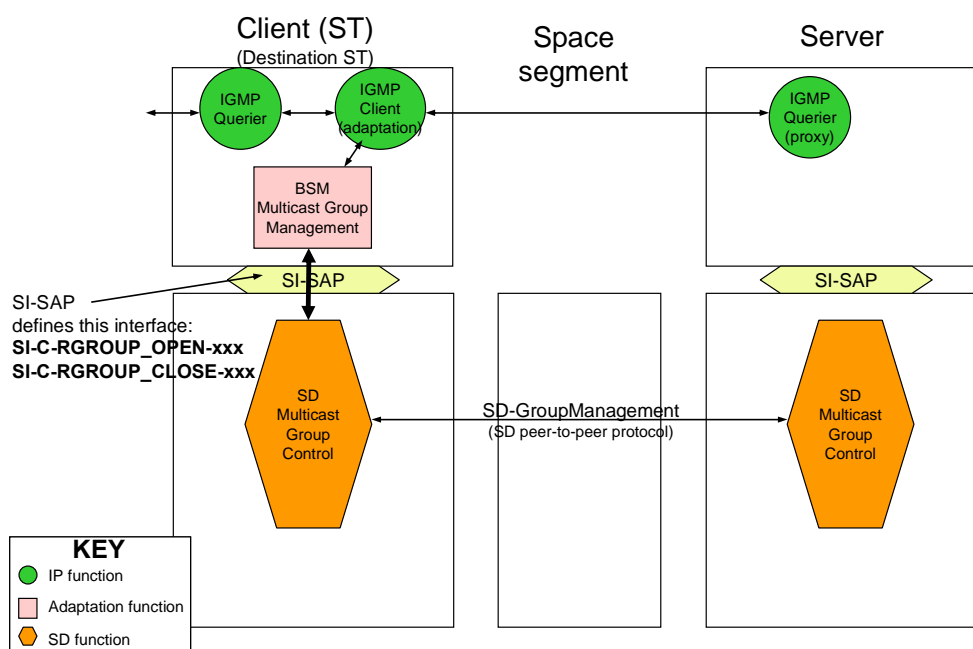 Client (ST)
(Destination ST)
Space
segment
Server
IGMP
Querier
IGMP
Client
(adaptation)
IGMP
Querier
(proxy)
BSM
Multicast Group
Management
SI-SAP
SI-SAP
SI-SAP
defines this interface:
SI-C-RGROUP_OPEN-xxx
SI-C-RGROUP_CLOSE-xxx
SD
Multicast
Group
Control
SD-GroupManagement
(SD peer-to-peer protocol)
SD
Multicast
Group
Control
KEY
IP function
Adaptation function
SD function